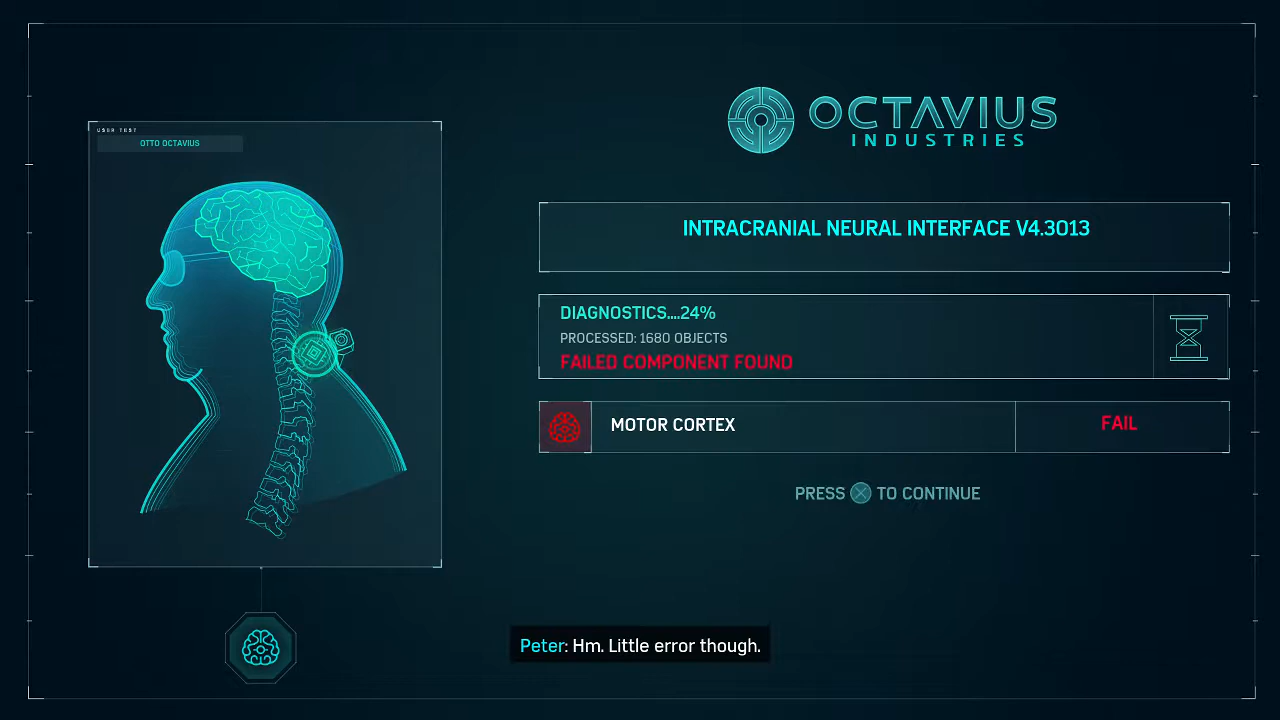 USER TEST
OTTO OCTAVIUS
OCTAVIUS
INDUSTRIES
INTRACRANIAL NEURAL INTERFACE V4.3013
DIAGNOSTICS....24%
PROCESSED: 1680 OBJECTS
FAILED COMPONENT FOUND
MOTOR CORTEX
FAIL
PRESS TO CONTINUE
Peter: Hm. Little error though.